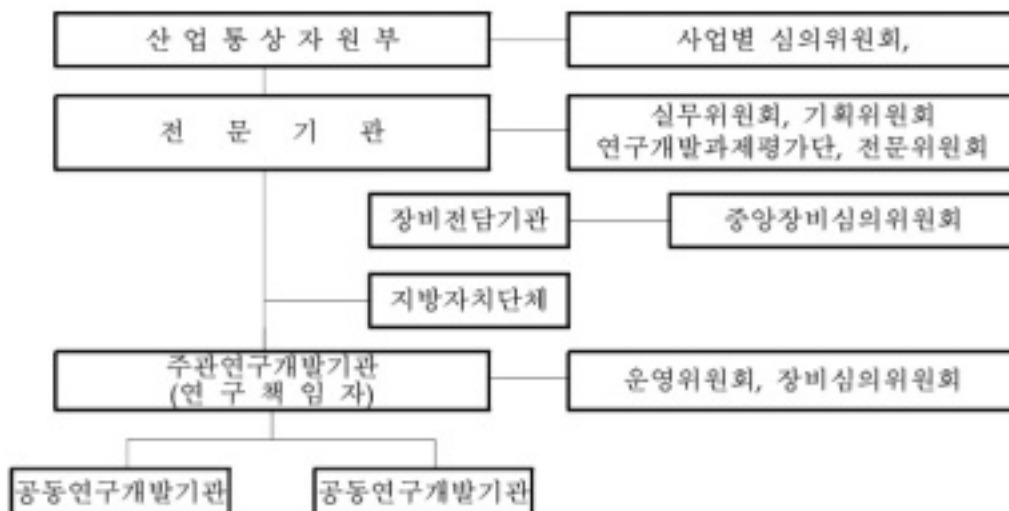 산 업 통 상 자 원 부
사업별 심의위원회,
전 문 기 관
실무위원회, 기획위원회
연구개발과제평가단, 전문위원회
장비전담기관
중앙장비심의위원회
지방자치단체
주관연구개발기관
(연 구 책 임 자)
운영위원회, 장비심의위원회
공동연구개발기관
공동연구개발기관